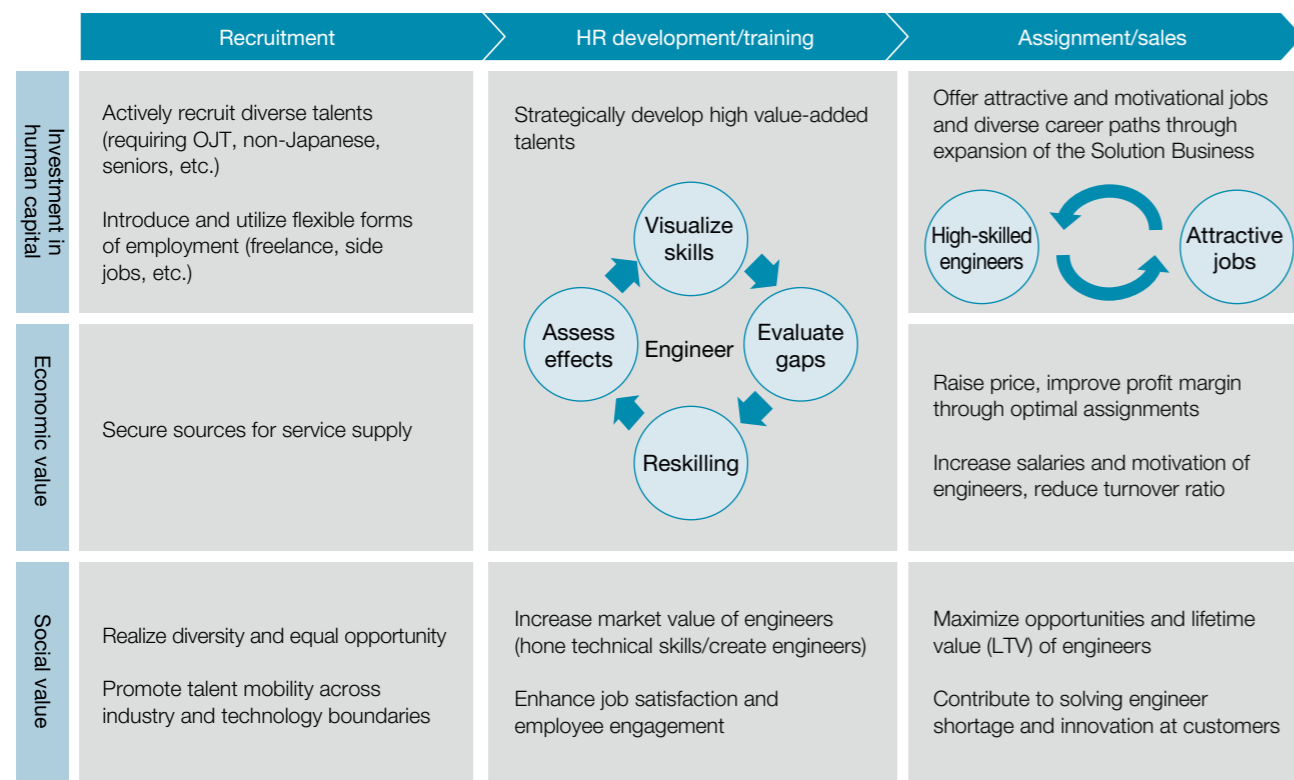 Recruitment
HR development/training
Assignment/sales
Investment in
human capital
Actively recruit diverse talents
(requiring OJT, non-Japanese,
seniors, etc.)
Introduce and utilize flexible forms
of employment (freelance, side
jobs, etc.)
Strategically develop high value-added
talents
Visualize
skills
Evaluate
gaps
Reskilling
Assess
effects
Engineer
Offer attractive and motivational jobs
and diverse career paths through
expansion of the Solution Business
High-skilled
engineers
Attractive
jobs
Economic value
Secure sources for service supply
Raise price, improve profit margin
through optimal assignments
Increase salaries and motivation of
engineers, reduce turnover ratio
Social value
Realize diversity and equal opportunity
Promote talent mobility across
industry and technology boundaries
Increase market value of engineers
(hone technical skills/create engineers)
Enhance job satisfaction and
employee engagement
Maximize opportunities and lifetime
value (LTV) of engineers
Contribute to solving engineer
shortage and innovation at customers